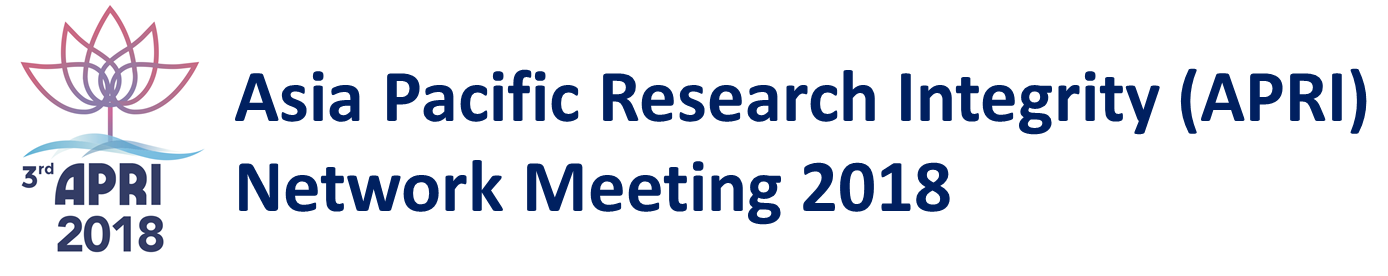 3rd APRI
2018
Asia Pacific Research Integrity (APRI)
Network Meeting 2018